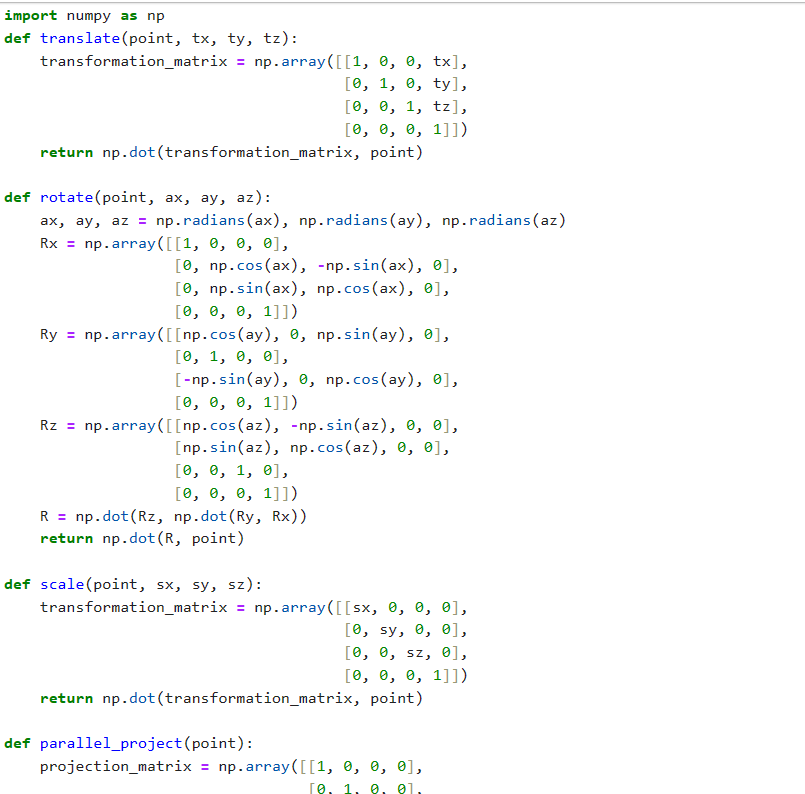 import numpy as np
def translate(point, tx, ty, tz):
    transformation_matrix = np.array([[1, 0, 0, tx],
                                      [0, 1, 0, ty],
                                      [0, 0, 1, tz],
                                      [0, 0, 0, 1]])
    return np.dot(transformation_matrix, point)

def rotate(point, ax, ay, az):
    ax, ay, az = np.radians(ax), np.radians(ay), np.radians(az)
    Rx = np.array([[1, 0, 0, 0],
                   [0, np.cos(ax), -np.sin(ax), 0],
                   [0, np.sin(ax), np.cos(ax), 0],
                   [0, 0, 0, 1]])
    Ry = np.array([[np.cos(ay), 0, np.sin(ay), 0],
                   [0, 1, 0, 0],
                   [-np.sin(ay), 0, np.cos(ay), 0],
                   [0, 0, 0, 1]])
    Rz = np.array([[np.cos(az), -np.sin(az), 0, 0],
                   [np.sin(az), np.cos(az), 0, 0],
                   [0, 0, 1, 0],
                   [0, 0, 0, 1]])
    R = np.dot(Rz, np.dot(Ry, Rx))
    return np.dot(R, point)

def scale(point, sx, sy, sz):
    transformation_matrix = np.array([[sx, 0, 0, 0],
                                      [0, sy, 0, 0],
                                      [0, 0, sz, 0],
                                      [0, 0, 0, 1]])
    return np.dot(transformation_matrix, point)

def parallel_project(point):
    projection_matrix = np.array([[1, 0, 0, 0],
                                  [0, 1, 0, 0],